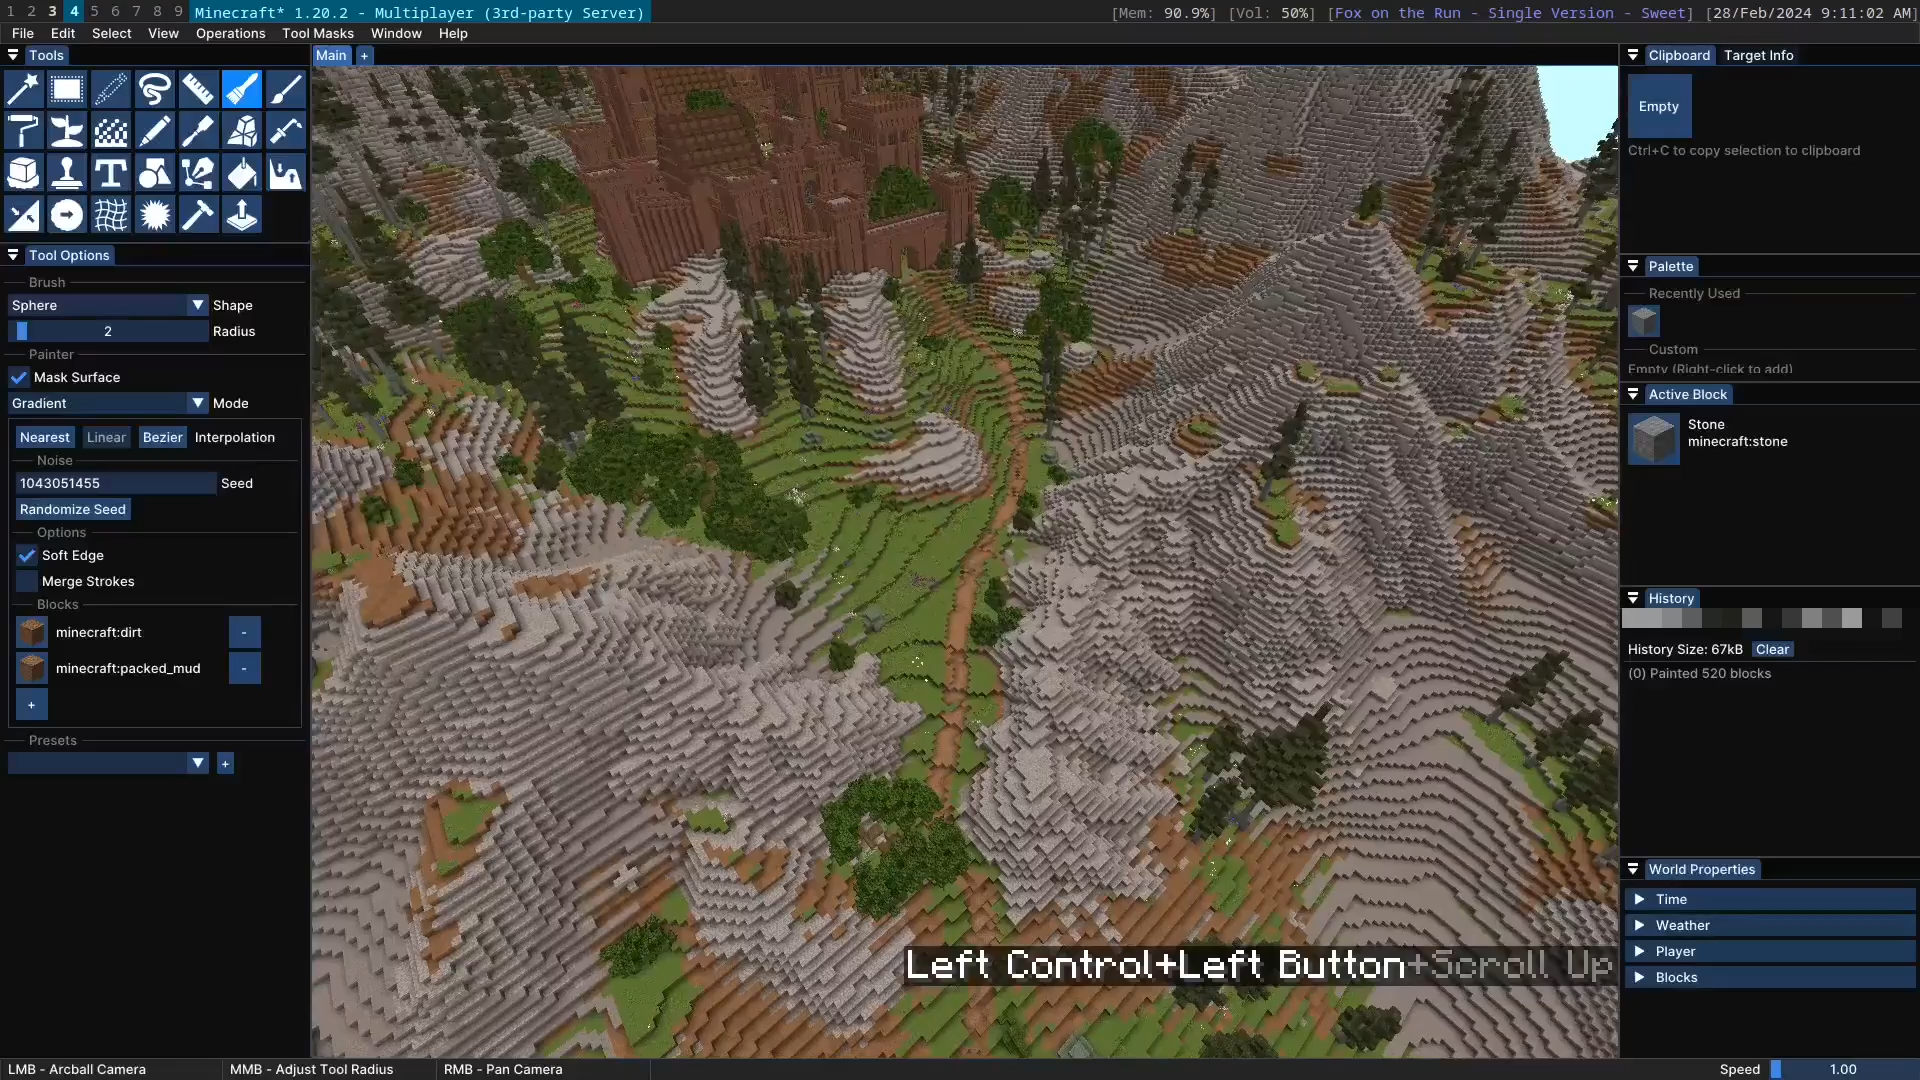 1 2 3 4 5 6 7 8 9 Minecraft* 1.20.2 - Multiplayer (3rd-party Server) [Mem: 90.9%] [Vol: 50%] [Fox on the Run - Single Version - Sweet] [28/Feb/2024 9:11:02 AM]
File Edit Select View Operations Tool Masks Window Help
Tools
Main +
Clipboard Target Info
Empty
Ctrl+C to copy selection to clipboard
Tool Options
Brush
Sphere Shape
2 Radius
Painter
Mask Surface
Gradient Mode
Nearest Linear Bezier Interpolation
Noise
1043051455 Seed
Randomize Seed
Options
Soft Edge
Merge Strokes
Blocks
minecraft:dirt -
minecraft:packed_mud -
+
Presets
+
Palette
Recently Used
Custom
Empty (Right-click to add)
Active Block
Stone
minecraft:stone
History
History Size: 67kB Clear
(0) Painted 520 blocks
World Properties
Time
Weather
Player
Blocks
Left Control+Left Button+Scroll Up
LMB - Arcball Camera MMB - Adjust Tool Radius RMB - Pan Camera Speed 1.00